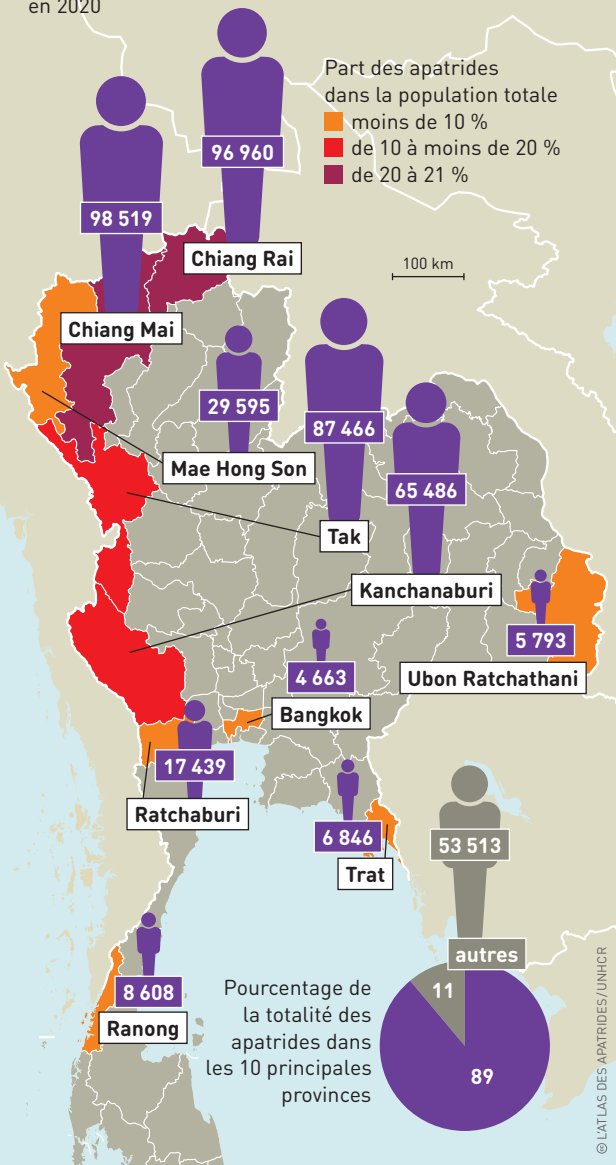 en 2020
Part des apatrides
dans la population totale
moins de 10 %
de 10 à moins de 20 %
de 20 à 21 %
96 960
98 519
Chiang Rai
100 km
Chiang Mai
29 595
87 466
Mae Hong Son
65 486
Tak
Kanchanaburi
5 793
4 663
Ubon Ratchathani
Bangkok
17 439
Ratchaburi
6 846
53 513
Trat
autres
8 608
Ranong
Pourcentage de
la totalité des
apatrides dans
les 10 principales
provinces
11
89
© L'ATLAS DES APATRIDES / UNHCR